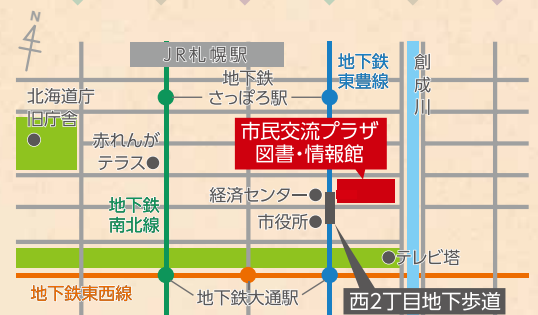 N
JR札幌駅
地下鉄
東豊線
創成川
地下鉄
さっぽろ駅
北海道庁
旧庁舎
赤れんが
テラス
市民交流プラザ
図書・情報館
経済センター
地下鉄
南北線
市役所
テレビ塔
地下鉄東西線
地下鉄大通駅
西2丁目地下歩道